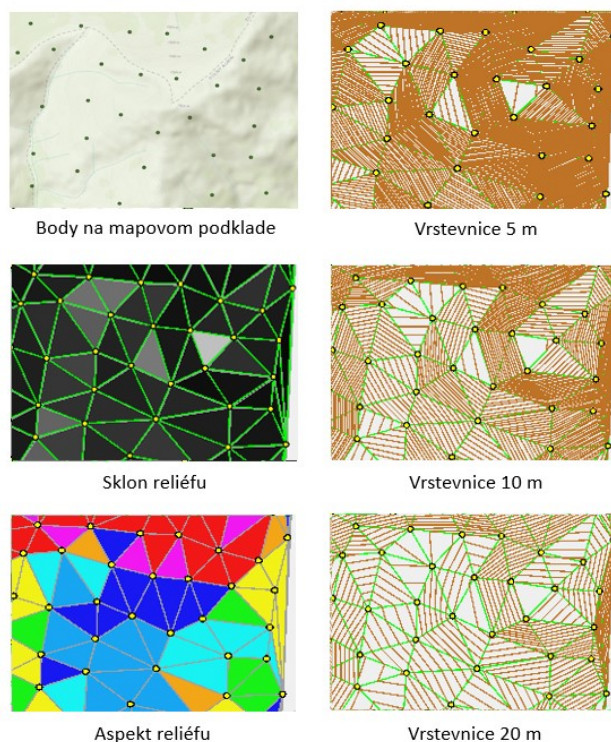 Body na mapovom podklade
Vrstevnice 5 m
Sklon reliéfu
Vrstevnice 10 m
Aspekt reliéfu
Vrstevnice 20 m